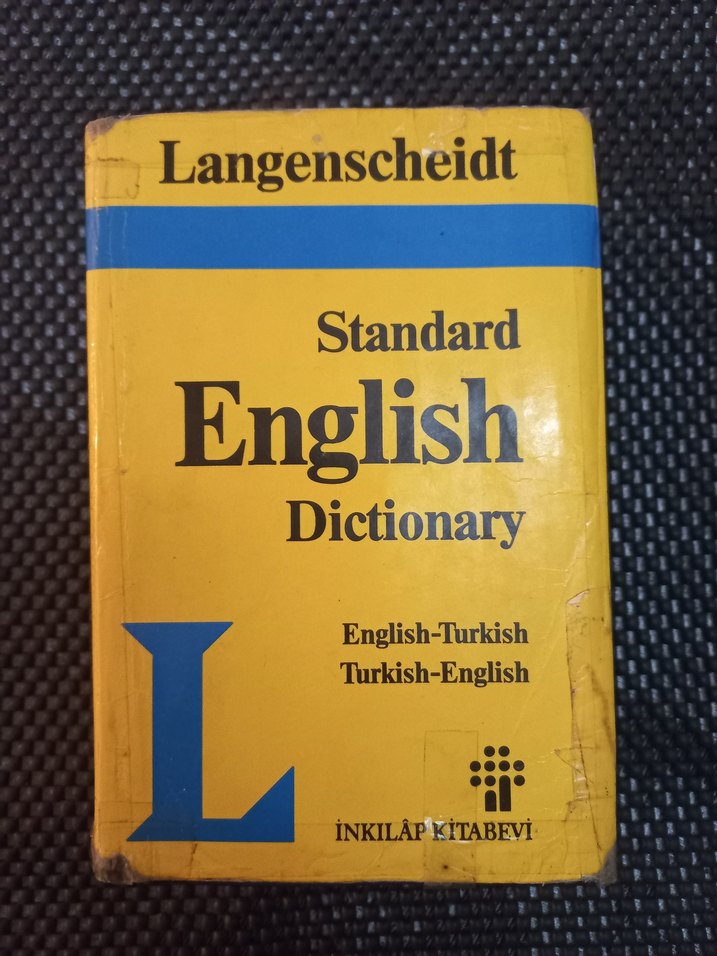 Langenscheidt
Standard
English
Dictionary
English-Turkish
Turkish-English
L
İNKILÂP KİTABEVİ